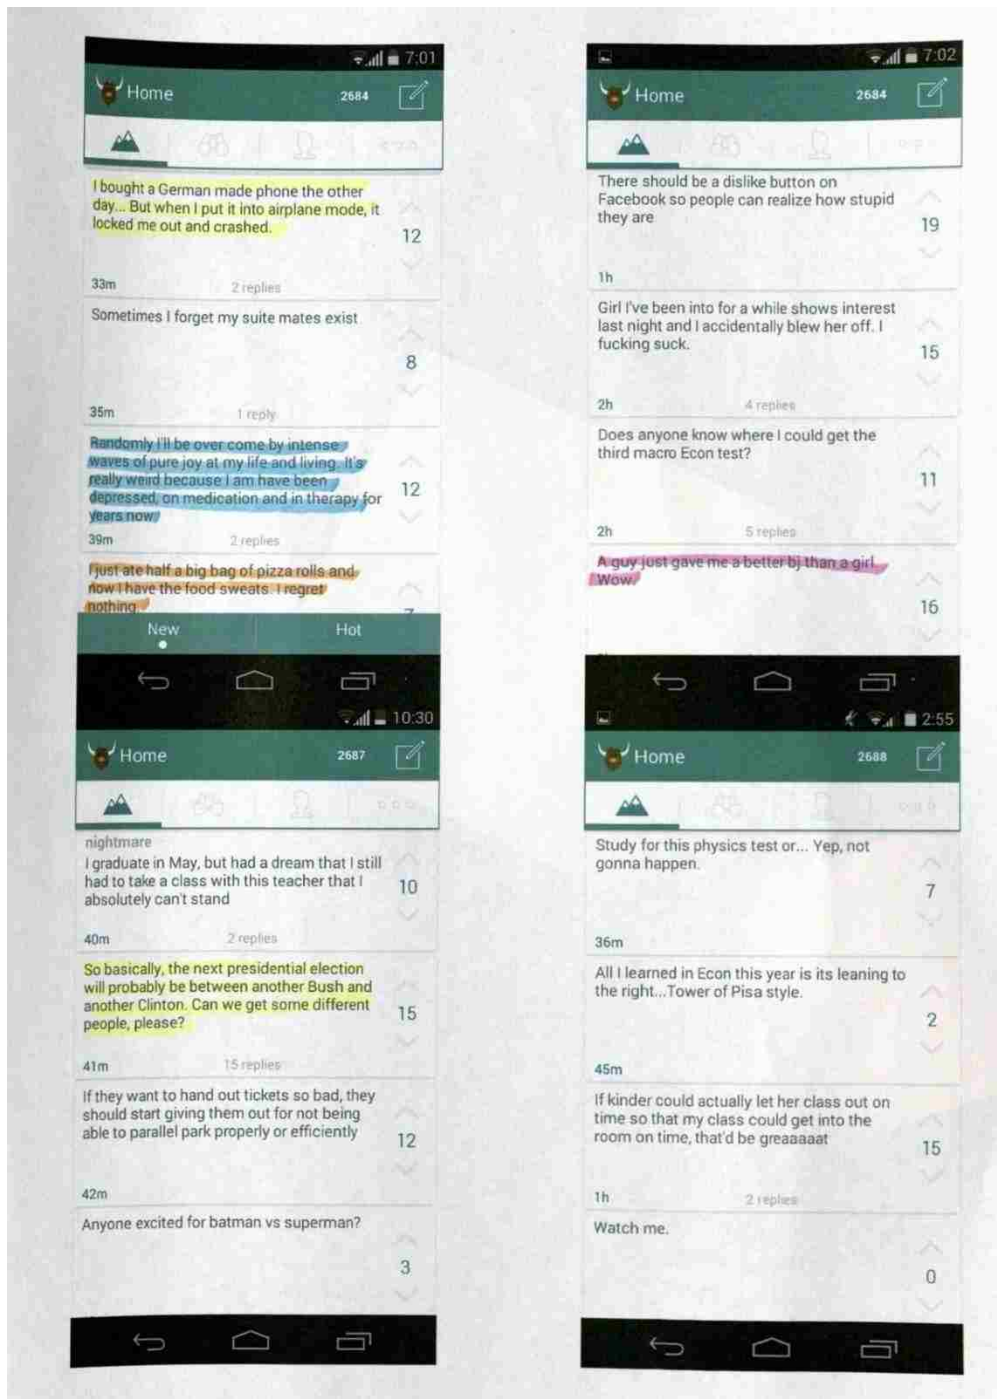 7:01
Home
2684
I bought a German made phone the other
day... But when I put it into airplane mode, it
locked me out and crashed.
12
33m
2 replies
Sometimes I forget my suite mates exist
8
35m
1 reply
Randomly I'll be over come by intense
waves of pure joy at my life and living. It's
really weird because I am have been
depressed, on medication and in therapy for
years now
12
39m
2 replies
I just ate half a big bag of pizza rolls and
now I have the food sweats. I regret
nothing.
New
Hot
7:02
Home
2684
There should be a dislike button on
Facebook so people can realize how stupid
they are
19
1h
Girl I've been into for a while shows interest
last night and I accidentally blew her off. I
fucking suck.
15
2h
4 replies
Does anyone know where I could get the
third macro Econ test?
11
2h
5 replies
A guy just gave me a better bj than a girl.
Wow.
16
10:30
Home
2687
nightmare
I graduate in May, but had a dream that I still
had to take a class with this teacher that I
absolutely can't stand
10
40m
2 replies
So basically, the next presidential election
will probably be between another Bush and
another Clinton. Can we get some different
people, please?
15
41m
15 replies
If they want to hand out tickets so bad, they
should start giving them out for not being
able to parallel park properly or efficiently
12
42m
Anyone excited for batman vs superman?
3
2:55
Home
2688
Study for this physics test or... Yep, not
gonna happen.
7
36m
All I learned in Econ this year is its leaning to
the right...Tower of Pisa style.
2
45m
If kinder could actually let her class out on
time so that my class could get into the
room on time, that'd be greaaaaat
15
1h
2 replies
Watch me.
0